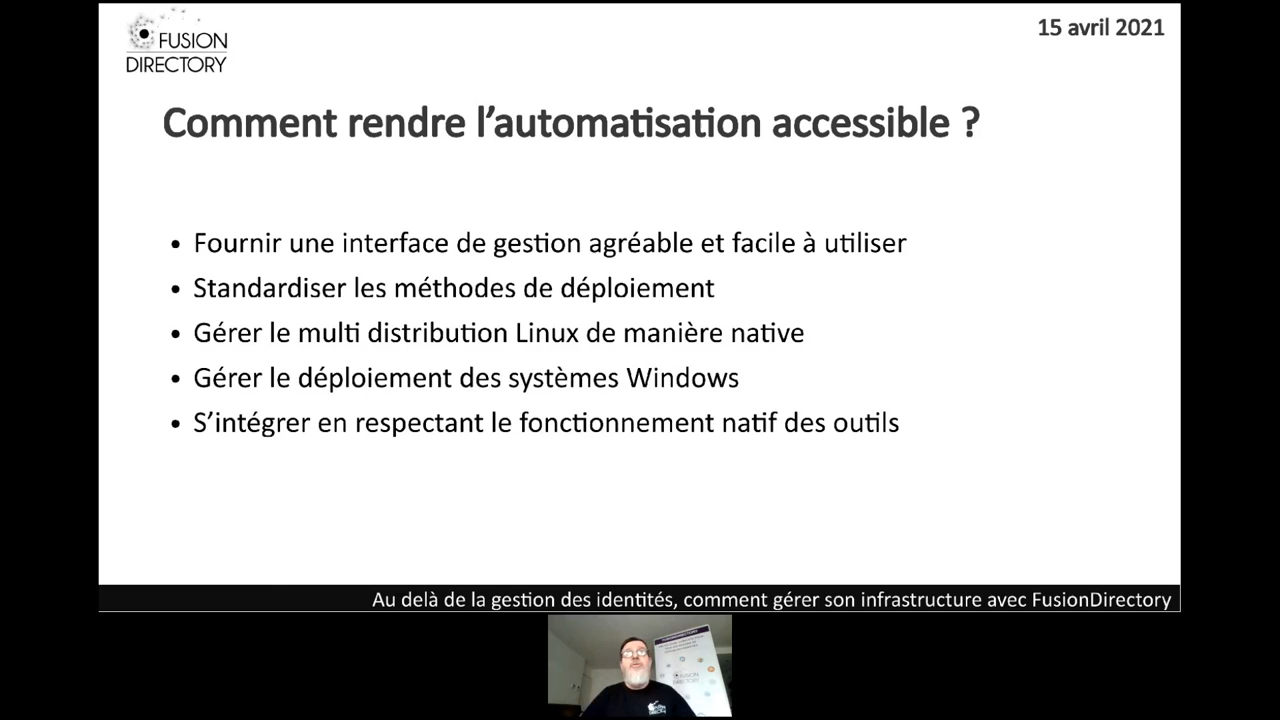 FUSION
DIRECTORY
15 avril 2021
Comment rendre l’automatisation accessible ?
• Fournir une interface de gestion agréable et facile à utiliser
• Standardiser les méthodes de déploiement
• Gérer le multi distribution Linux de manière native
• Gérer le déploiement des systèmes Windows
• S’intégrer en respectant le fonctionnement natif des outils
Au delà de la gestion des identités, comment gérer son infrastructure avec FusionDirectory
FUSION
DIRECTORY